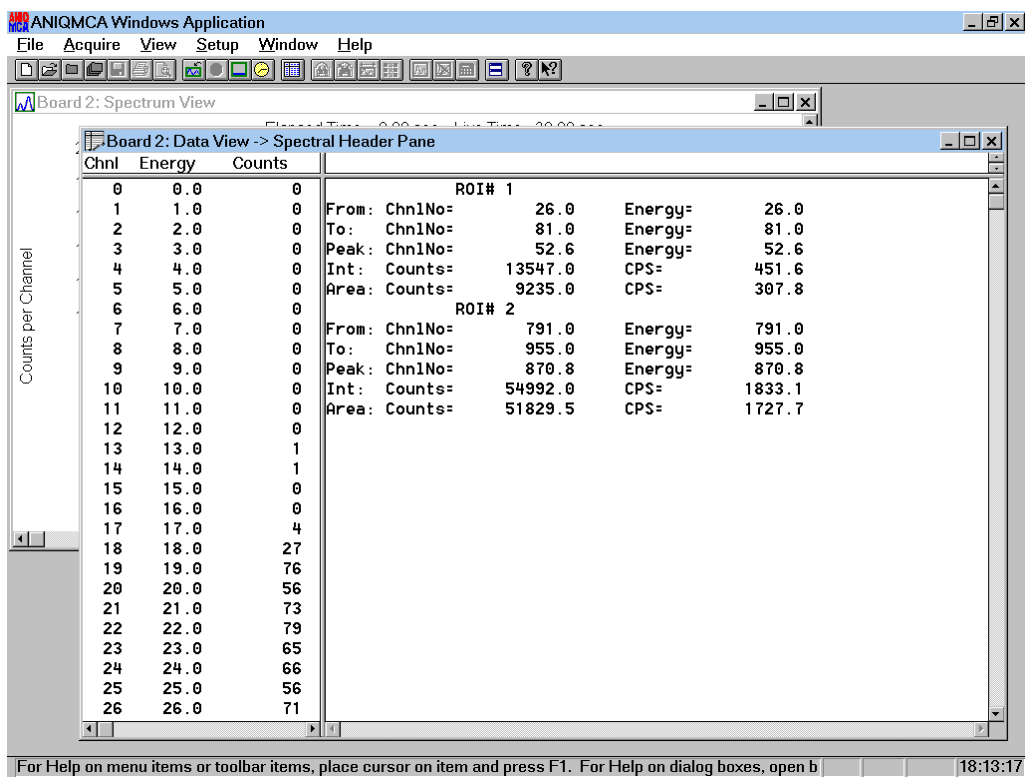 ANIQMCA Windows Application
File Acquire View Setup Window Help
Board 2: Spectrum View
Board 2: Data View -> Spectral Header Pane
Chnl Energy Counts
0 0.0 0 ROI# 1
1 1.0 0 From: ChnlNo= 26.0 Energy= 26.0
2 2.0 0 To: ChnlNo= 81.0 Energy= 81.0
3 3.0 0 Peak: ChnlNo= 52.6 Energy= 52.6
4 4.0 0 Int: Counts= 13547.0 CPS= 451.6
5 5.0 0 Area: Counts= 9235.0 CPS= 307.8
6 6.0 0 ROI# 2
7 7.0 0 From: ChnlNo= 791.0 Energy= 791.0
8 8.0 0 To: ChnlNo= 955.0 Energy= 955.0
9 9.0 0 Peak: ChnlNo= 870.8 Energy= 870.8
10 10.0 0 Int: Counts= 54992.0 CPS= 1833.1
11 11.0 0 Area: Counts= 51829.5 CPS= 1727.7
12 12.0 0
13 13.0 1
14 14.0 1
15 15.0 0
16 16.0 0
17 17.0 4
18 18.0 27
19 19.0 76
20 20.0 56
21 21.0 73
22 22.0 79
23 23.0 65
24 24.0 66
25 25.0 56
26 26.0 71
Counts per Channel
For Help on menu items or toolbar items, place cursor on item and press F1. For Help on dialog boxes, open b
18:13:17